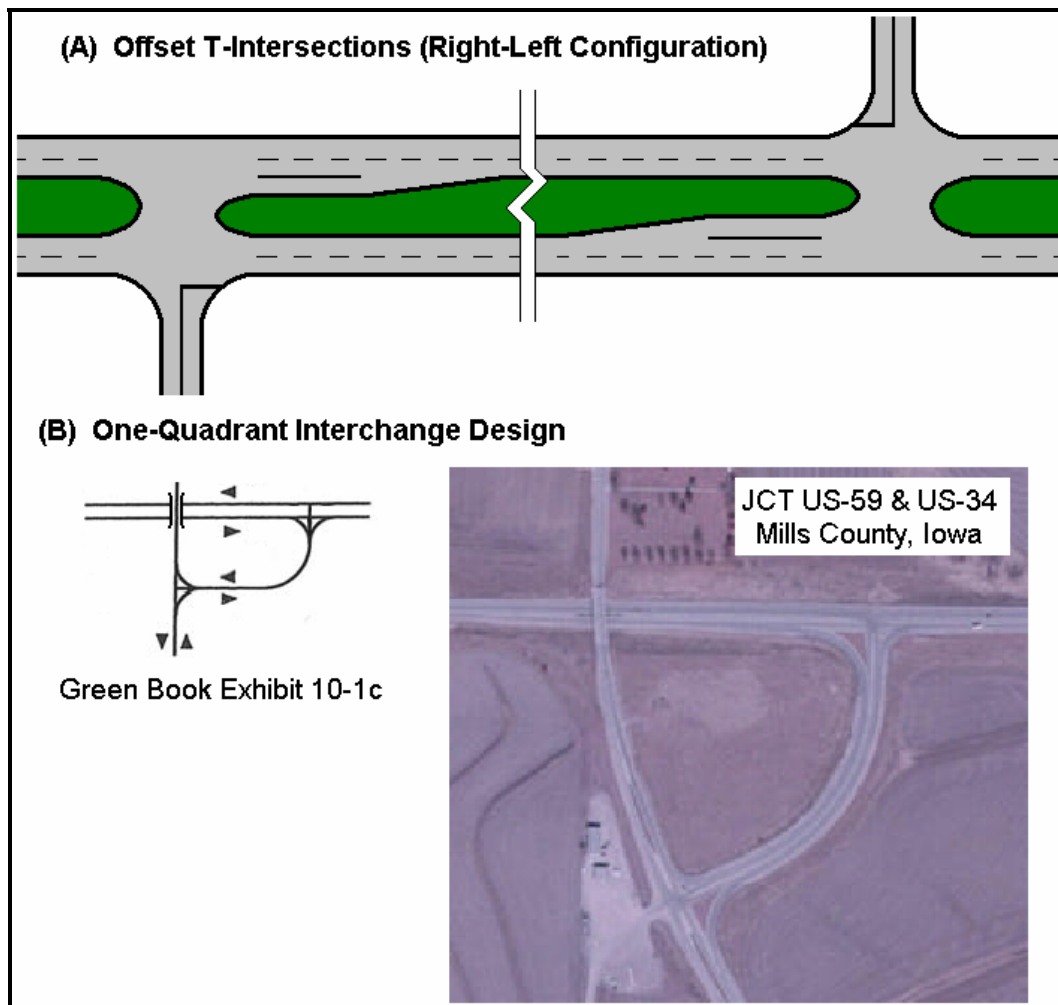 (A) Offset T-Intersections (Right-Left Configuration)
(B) One-Quadrant Interchange Design
JCT US-59 & US-34
Mills County, Iowa
Green Book Exhibit 10-1c